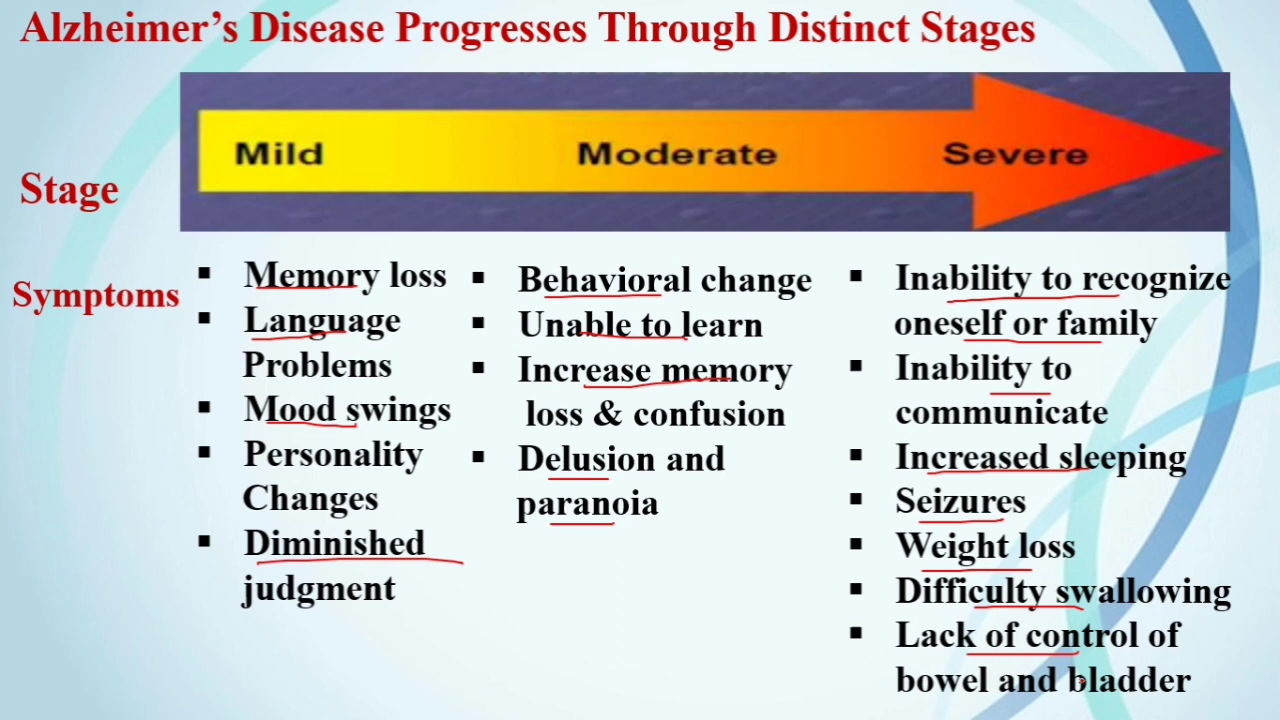 Alzheimer’s Disease Progresses Through Distinct Stages
Mild Moderate Severe
Stage
Symptoms
▪ Memory loss
▪ Language
Problems
▪ Mood swings
▪ Personality
Changes
▪ Diminished
judgment
▪ Behavioral change
▪ Unable to learn
▪ Increase memory
loss & confusion
▪ Delusion and
paranoia
▪ Inability to recognize
oneself or family
▪ Inability to
communicate
▪ Increased sleeping
▪ Seizures
▪ Weight loss
▪ Difficulty swallowing
▪ Lack of control of
bowel and bladder